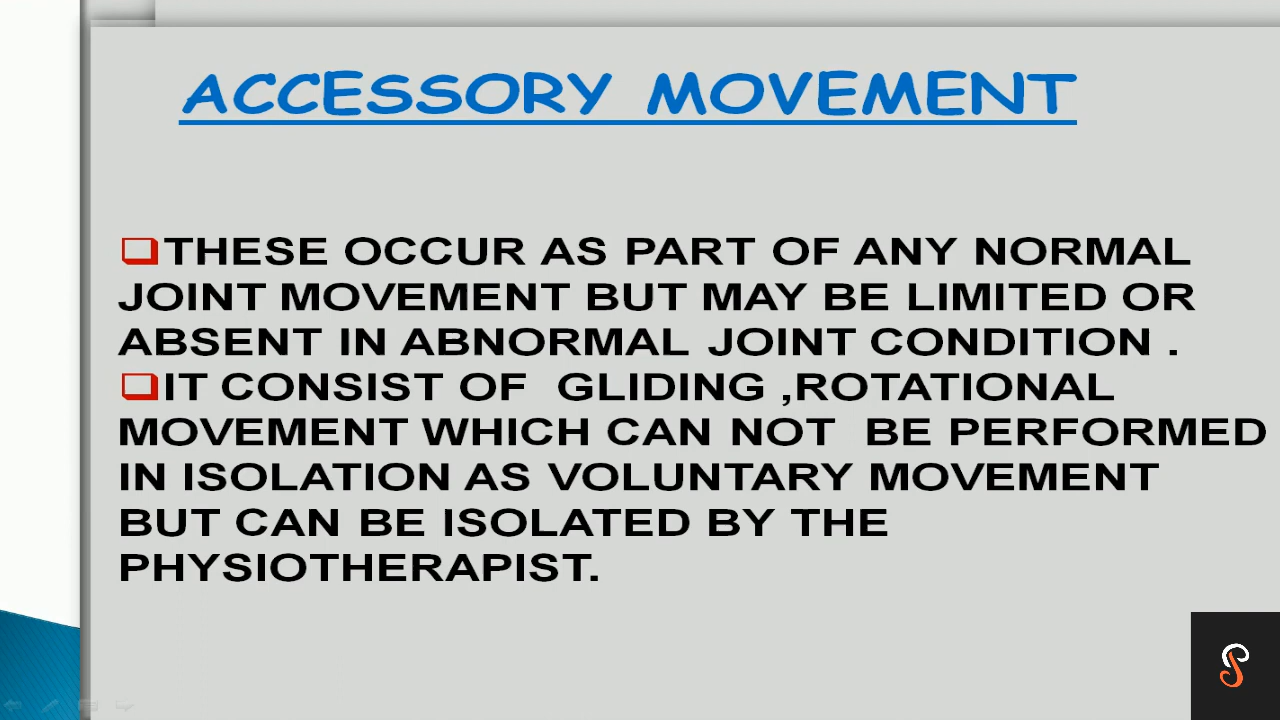 ACCESSORY MOVEMENT
THESE OCCUR AS PART OF ANY NORMAL
JOINT MOVEMENT BUT MAY BE LIMITED OR
ABSENT IN ABNORMAL JOINT CONDITION .
IT CONSIST OF GLIDING ,ROTATIONAL
MOVEMENT WHICH CAN NOT BE PERFORMED
IN ISOLATION AS VOLUNTARY MOVEMENT
BUT CAN BE ISOLATED BY THE
PHYSIOTHERAPIST.